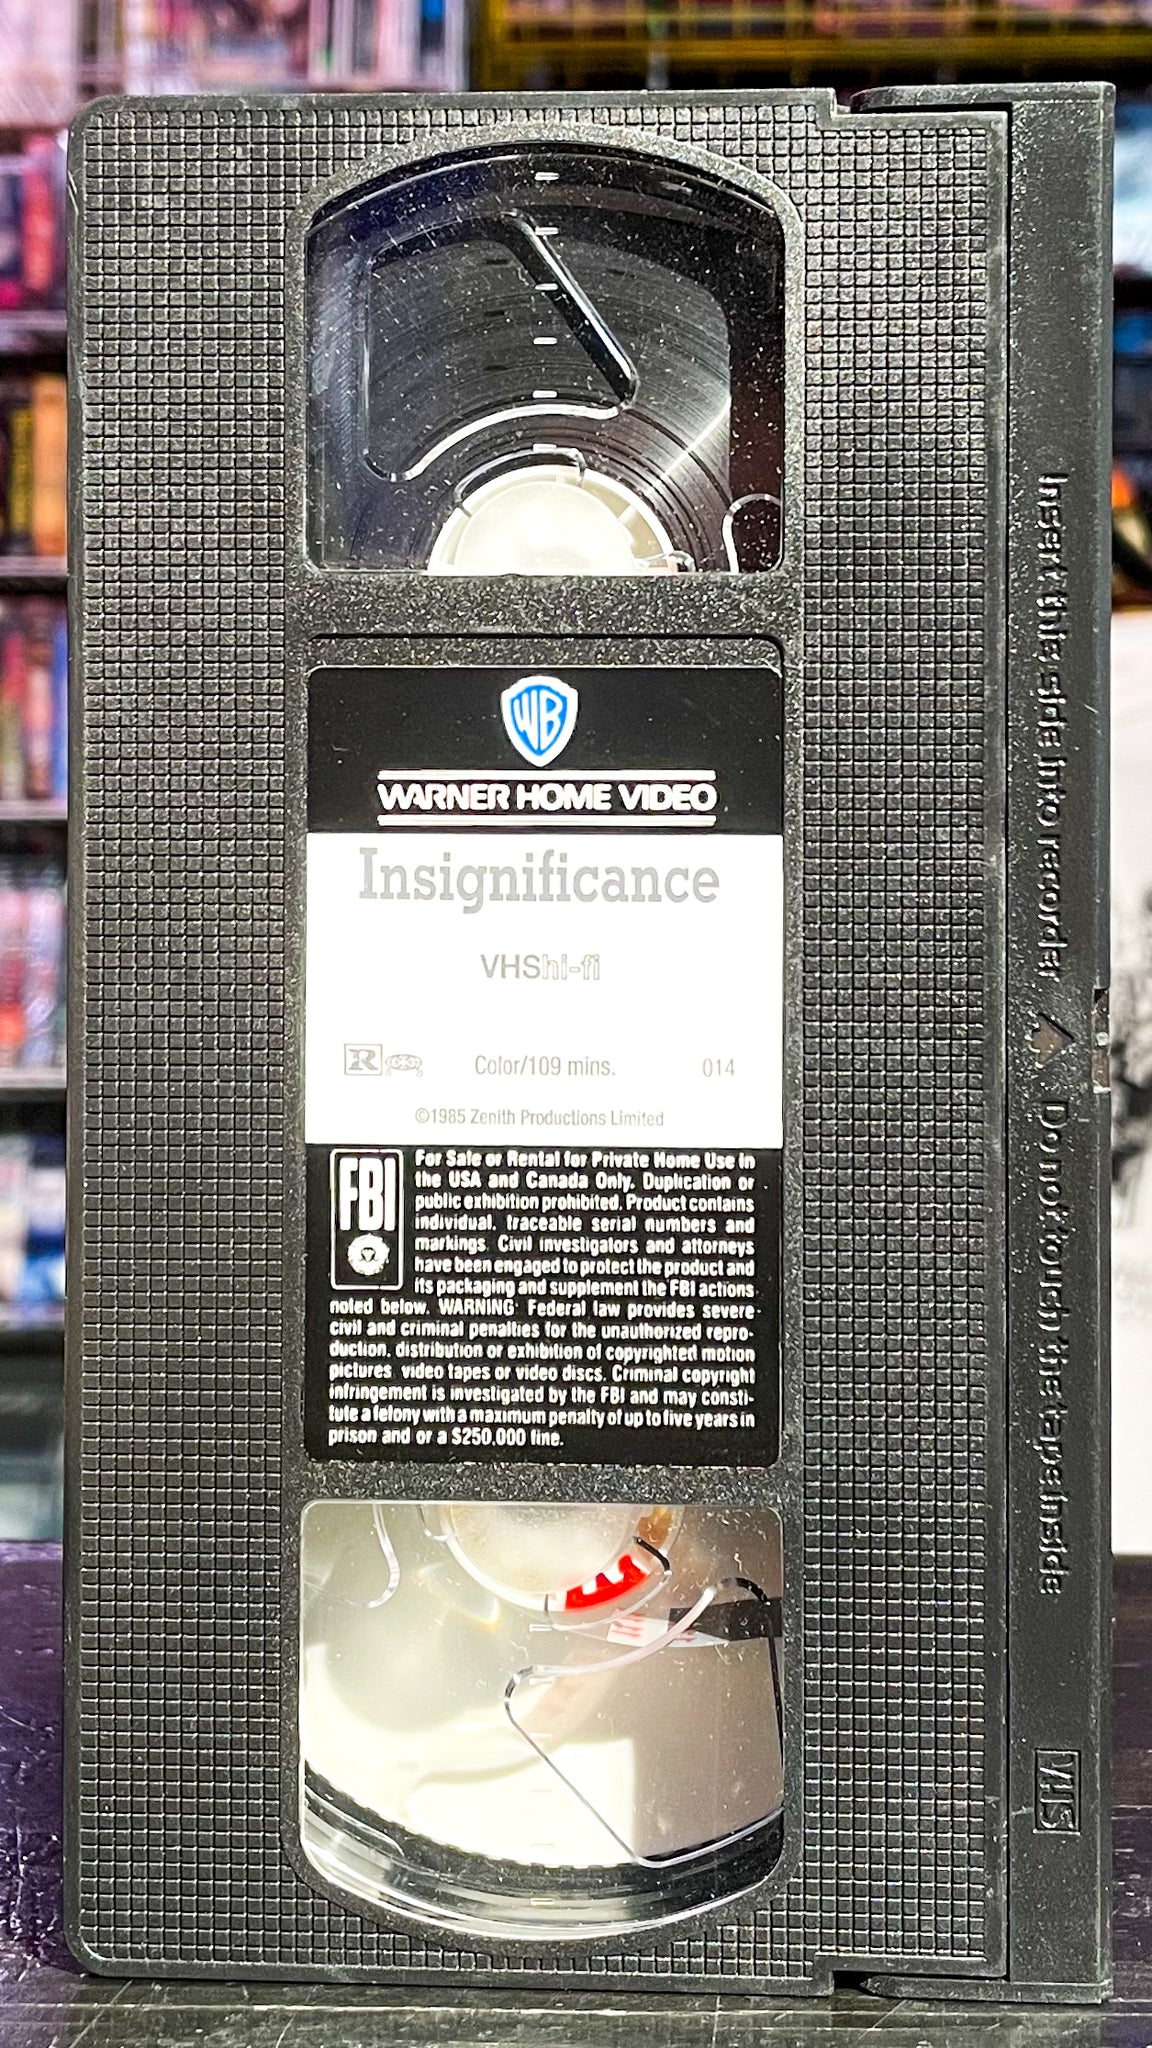 WB
WARNER HOME VIDEO
Insignificance
VHS hi-fi
R
Color/109 mins.
014
©1985 Zenith Productions Limited
FBI
For Sale or Rental for Private Home Use in
the USA and Canada Only. Duplication or
public exhibition prohibited. Product contains
individual, traceable serial numbers and
markings. Civil investigators and attorneys
have been engaged to protect the product and
its packaging and supplement the FBI actions
noted below. WARNING: Federal law provides severe
civil and criminal penalties for the unauthorized repro-
duction, distribution or exhibition of copyrighted motion
pictures, video tapes or video discs. Criminal copyright
infringement is investigated by the FBI and may consti-
tute a felony with a maximum penalty of up to five years in
prison and or a $250,000 fine.
Insert this side into recorder
Do not touch the tape inside
VHS